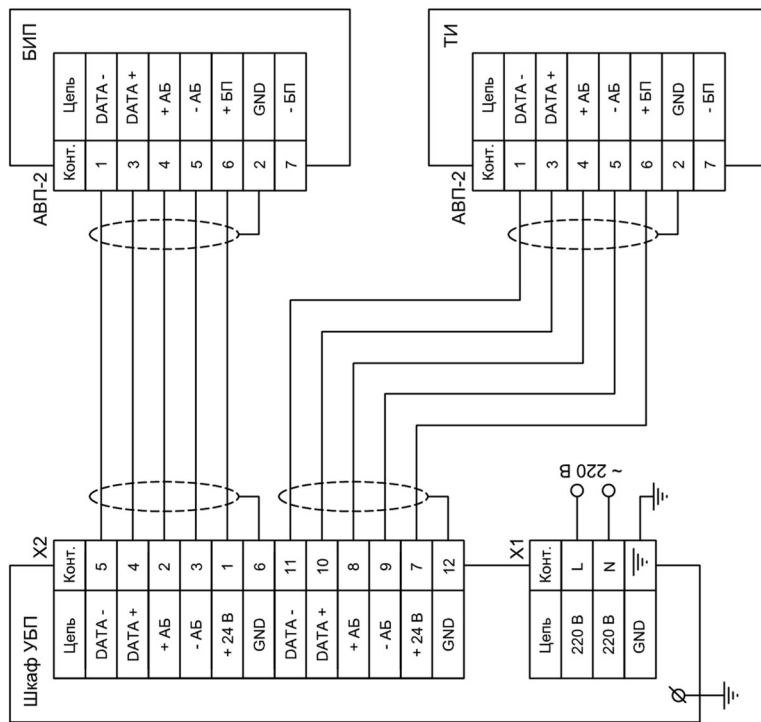 БИП
АВП-2
Конт. Цепь
1 DATA -
3 DATA +
4 + АБ
5 - АБ
6 + БП
2 GND
7 - БП
ТИ
АВП-2
Конт. Цепь
1 DATA -
3 DATA +
4 + АБ
5 - АБ
6 + БП
2 GND
7 - БП
Шкаф УБП
X2
Цепь Конт.
DATA - 5
DATA + 4
+ АБ 2
- АБ 3
+ 24 В 1
GND 6
DATA - 11
DATA + 10
+ АБ 8
- АБ 9
+ 24 В 7
GND 12
X1
Цепь Конт.
220 В L
220 В N
GND
~ 220 В